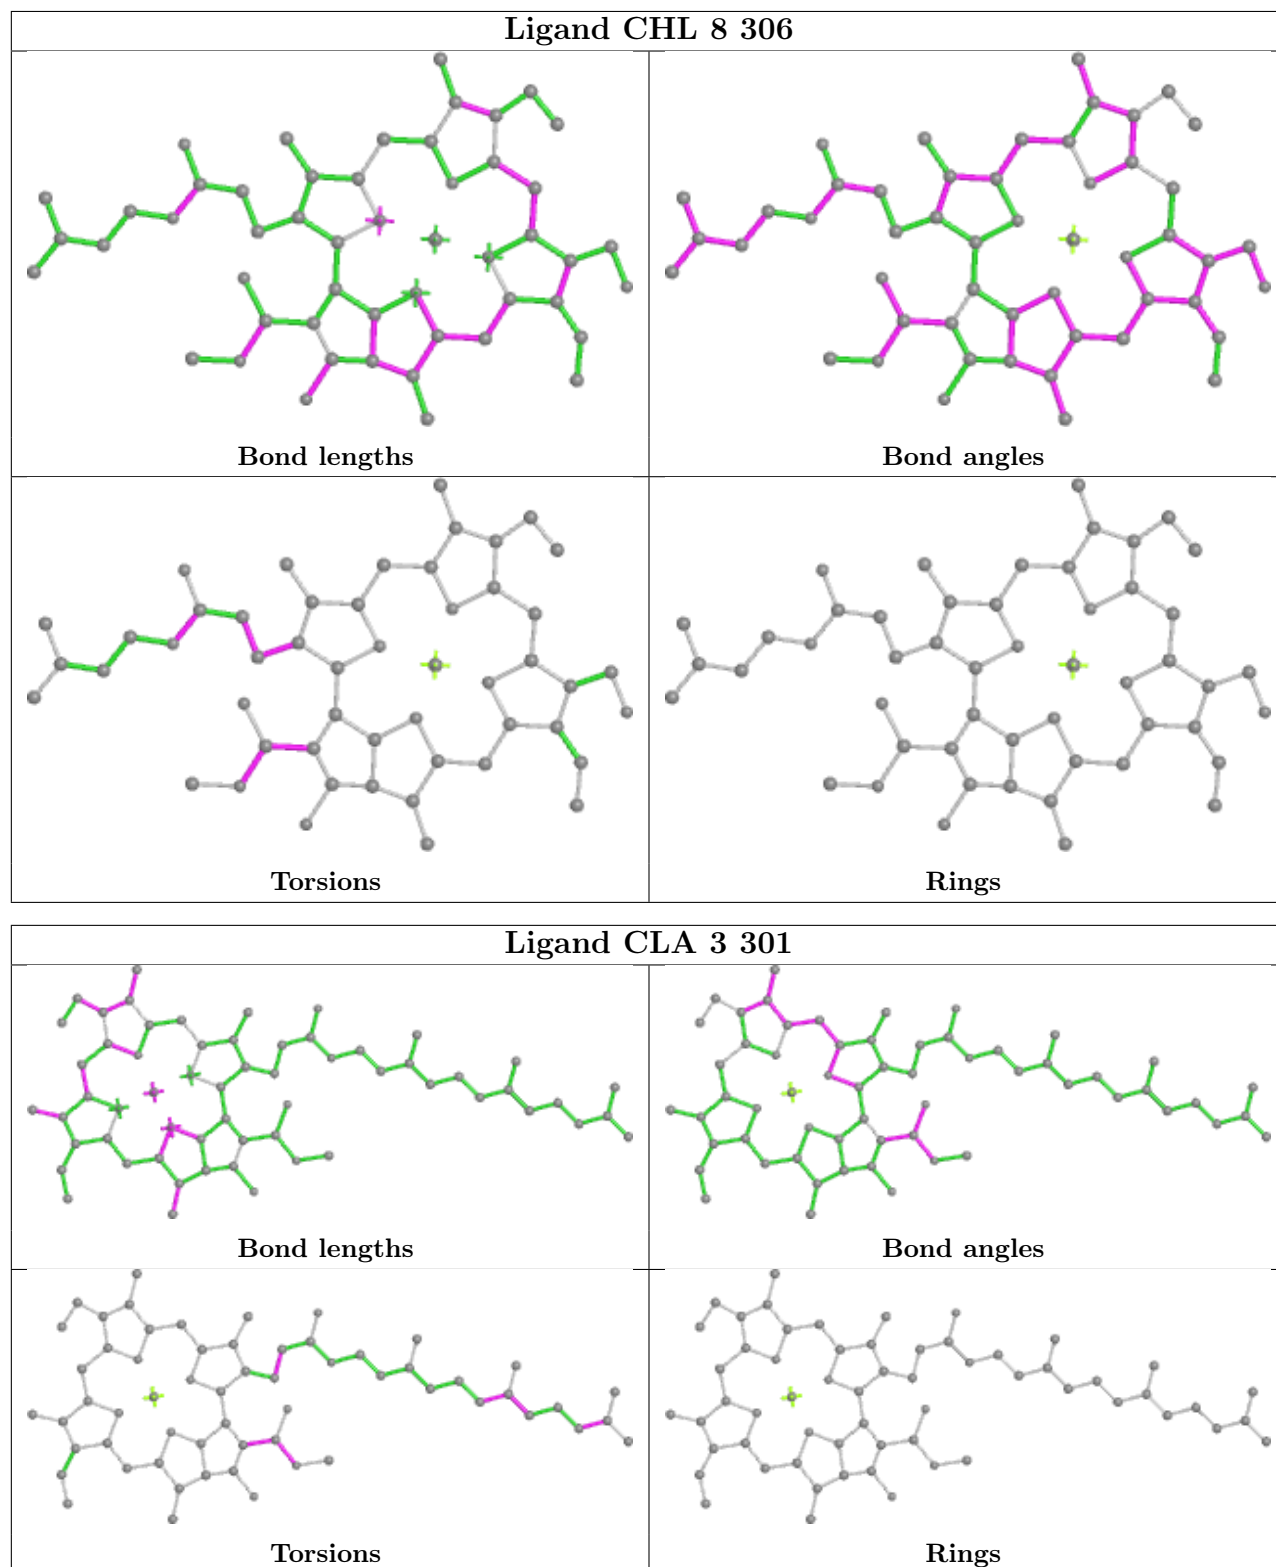 Ligand CHL 8 306
Bond lengths
Bond angles
Torsions
Rings
Ligand CLA 3 301
Bond lengths
Bond angles
Torsions
Rings